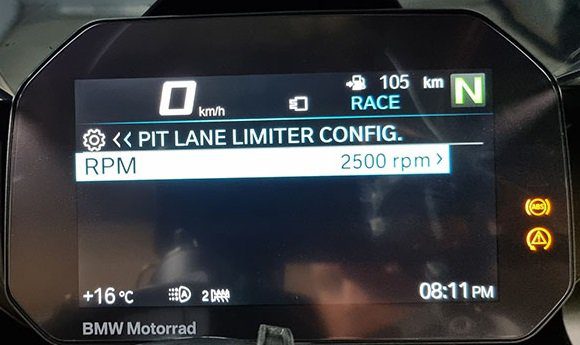 0 km/h
105 km
N
RACE
<< PIT LANE LIMITER CONFIG.
RPM 2500 rpm >
ABS
+16 °C
A
2
08:11 PM
BMW Motorrad